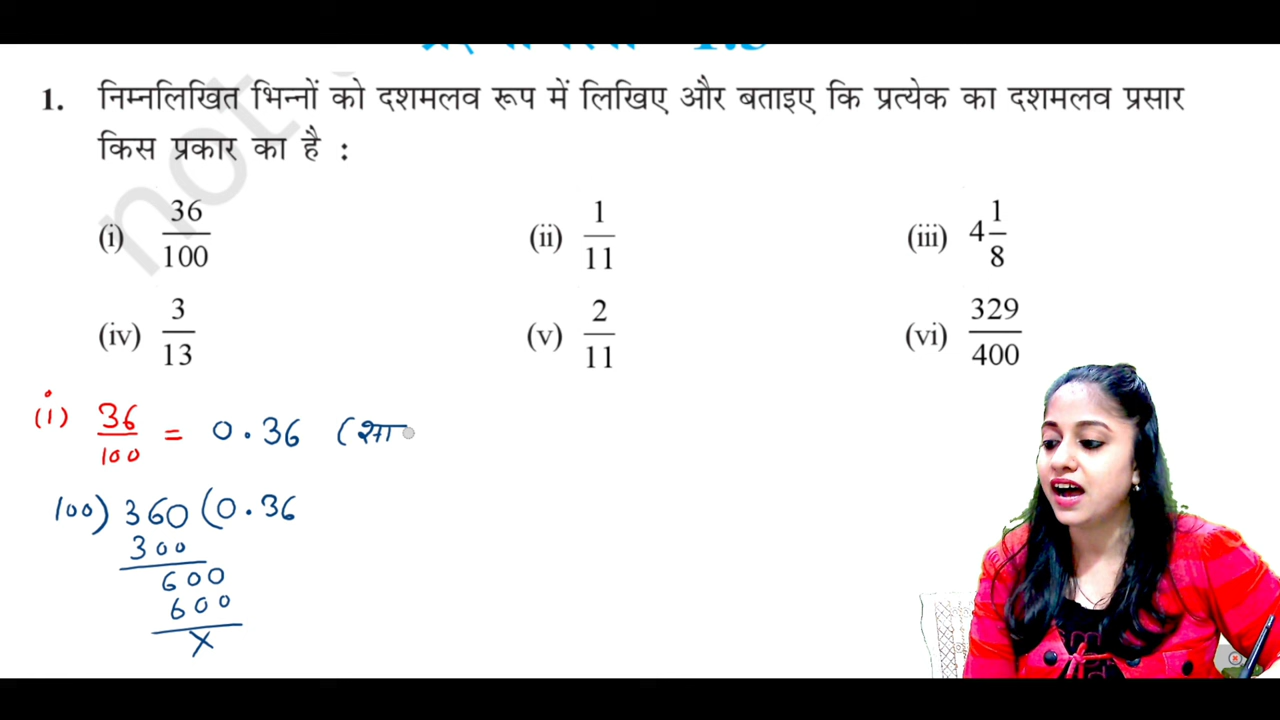 1. निम्नलिखित भिन्नों को दशमलव रूप में लिखिए और बताइए कि प्रत्येक का दशमलव प्रसार
किस प्रकार का है :
(i) 36/100 (ii) 1/11 (iii) 4 1/8
(iv) 3/13 (v) 2/11 (vi) 329/400
(i) 36/100 = 0.36 (सा
100) 360 (0.36
300
600
600
x
not